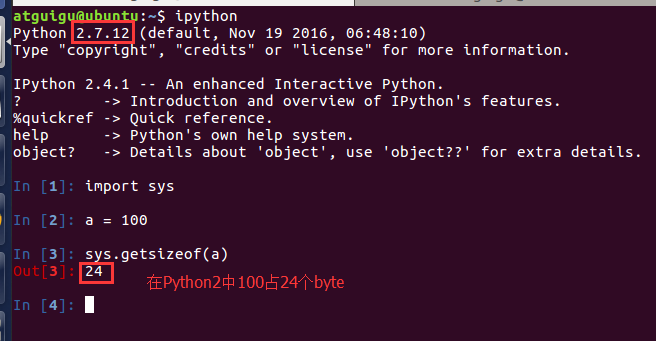 atguigu@ubuntu:~$ ipython
Python 2.7.12 (default, Nov 19 2016, 06:48:10)
Type "copyright", "credits" or "license" for more information.
IPython 2.4.1 -- An enhanced Interactive Python.
?         -> Introduction and overview of IPython's features.
%quickref -> Quick reference.
help      -> Python's own help system.
object?   -> Details about 'object', use 'object??' for extra details.
In [1]: import sys
In [2]: a = 100
In [3]: sys.getsizeof(a)
Out[3]: 24
在Python2中100占24个byte
In [4]: